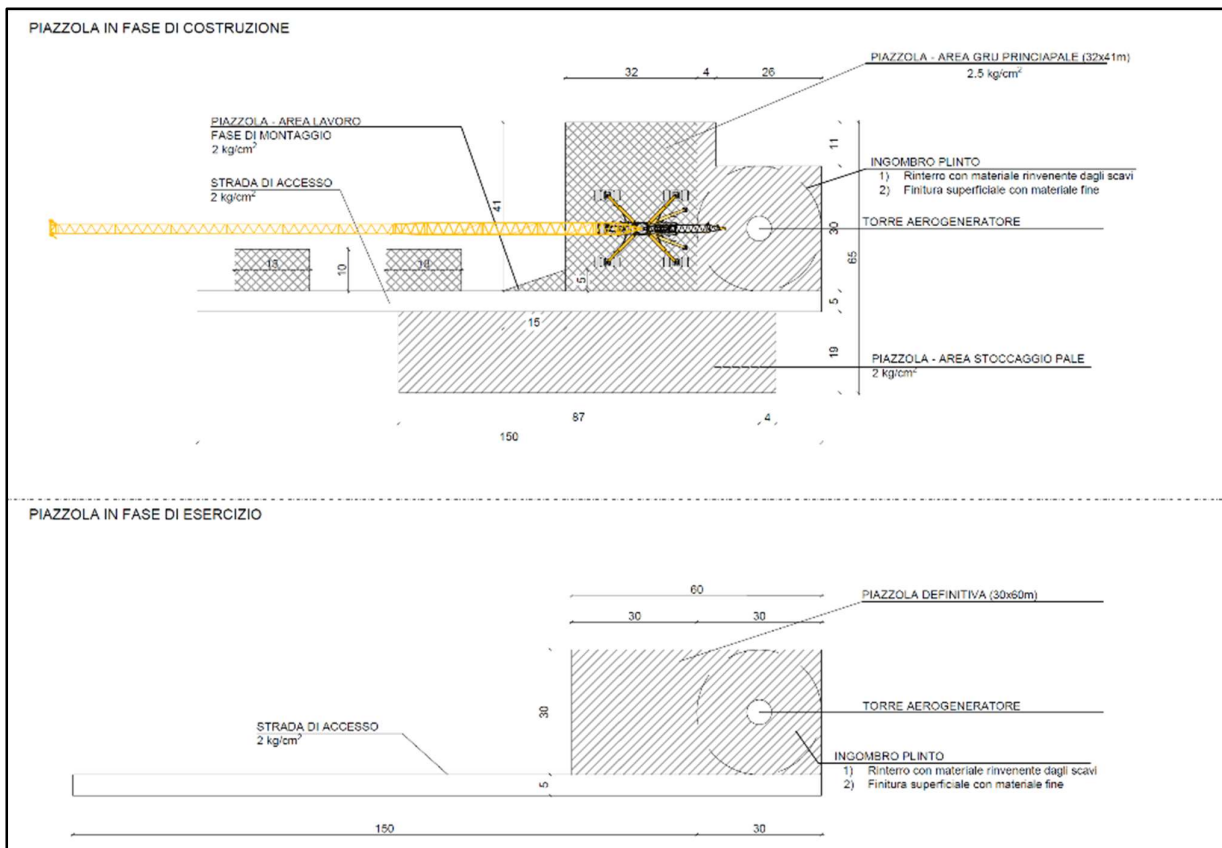 PIAZZOLA IN FASE DI COSTRUZIONE
32
4
26
PIAZZOLA - AREA GRU PRINCIAPALE (32x41m)
2.5 kg/cm²
PIAZZOLA - AREA LAVORO
FASE DI MONTAGGIO
2 kg/cm²
STRADA DI ACCESSO
2 kg/cm²
41
11
INGOMBRO PLINTO
1) Rinterro con materiale rinvenente dagli scavi
2) Finitura superficiale con materiale fine
TORRE AEROGENERATORE
30
65
18
10
18
5
5
15
19
PIAZZOLA - AREA STOCCAGGIO PALE
2 kg/cm²
87
4
150
PIAZZOLA IN FASE DI ESERCIZIO
60
PIAZZOLA DEFINITIVA (30x60m)
30
30
30
TORRE AEROGENERATORE
STRADA DI ACCESSO
2 kg/cm²
INGOMBRO PLINTO
1) Rinterro con materiale rinvenente dagli scavi
2) Finitura superficiale con materiale fine
5
150
30